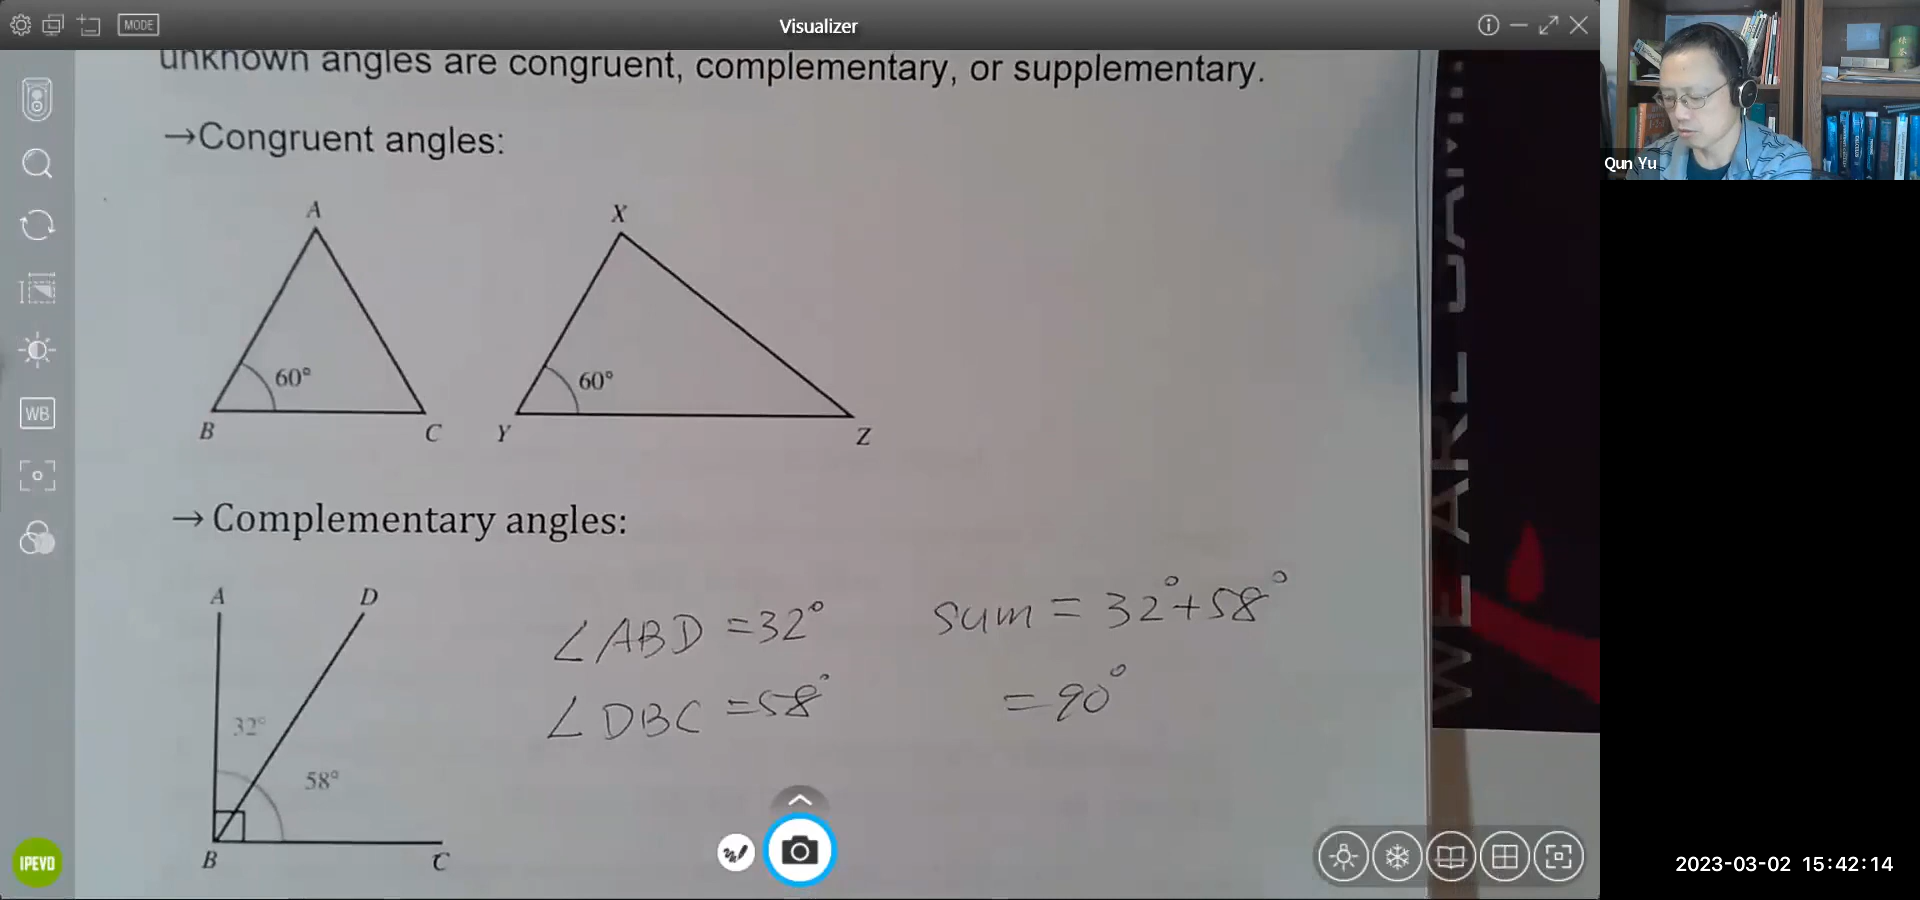 MODE
Visualizer
unknown angles are congruent, complementary, or supplementary.
→Congruent angles:
A
X
60°
60°
B
C
Y
Z
WB
→ Complementary angles:
A
D
∠ABD = 32°
sum = 32° + 58°
∠DBC = 58°
= 90°
32°
58°
B
C
IPEVO
Qun Yu
2023-03-02 15:42:14